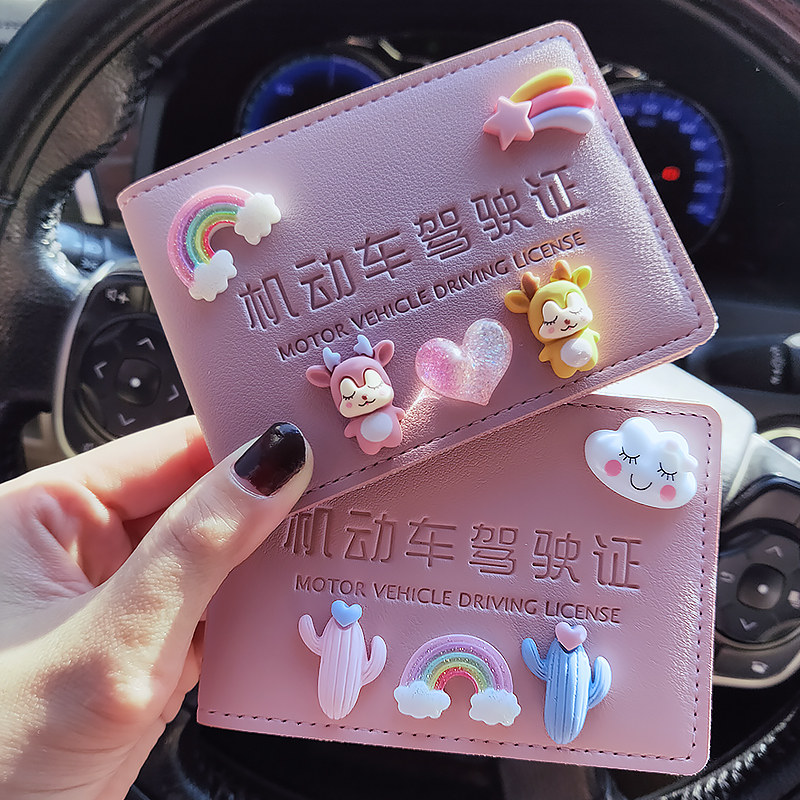 机动车驾驶证
MOTOR VEHICLE DRIVING LICENSE
机动车驾驶证
MOTOR VEHICLE DRIVING LICENSE